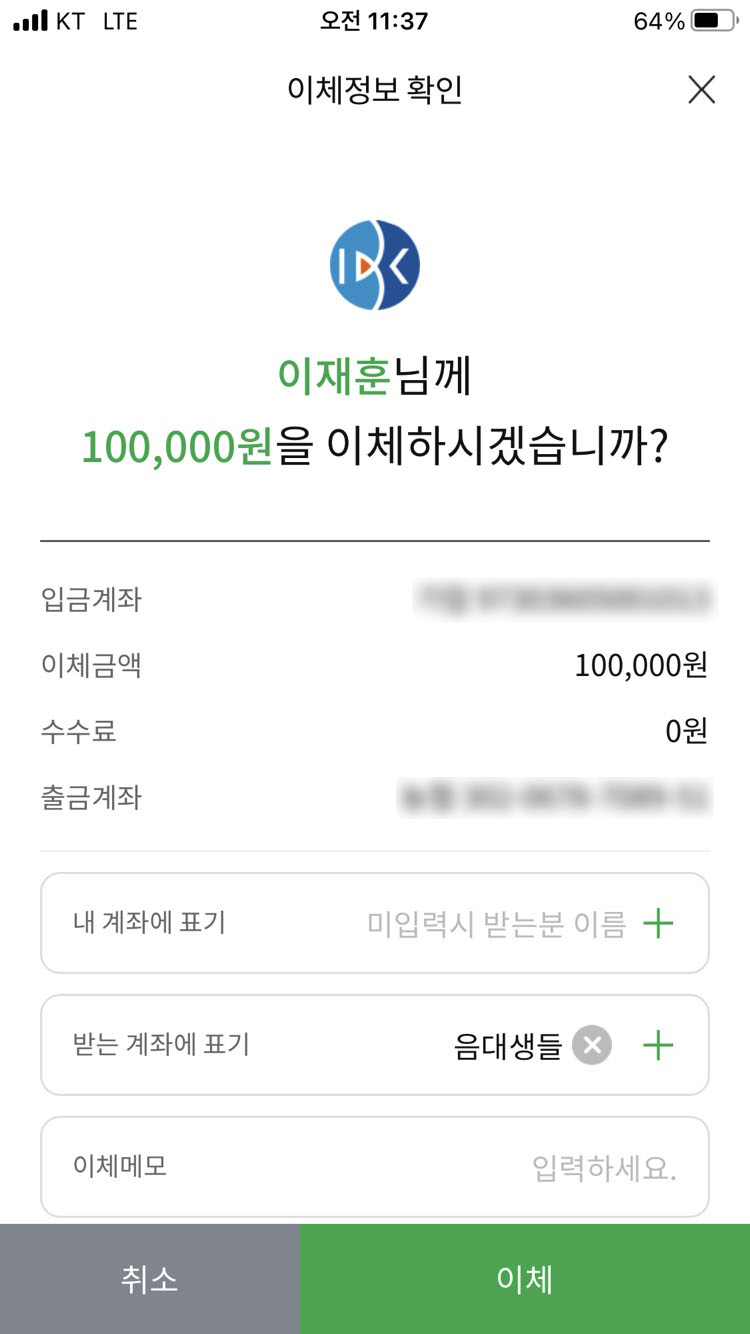 KT LTE 오전 11:37 64%
이체정보 확인
IBK
이재훈님께
100,000원을 이체하시겠습니까?
입금계좌
이체금액 100,000원
수수료 0원
출금계좌
내 계좌에 표기 미입력시 받는분 이름
받는 계좌에 표기 음대생들
이체메모 입력하세요.
취소 이체